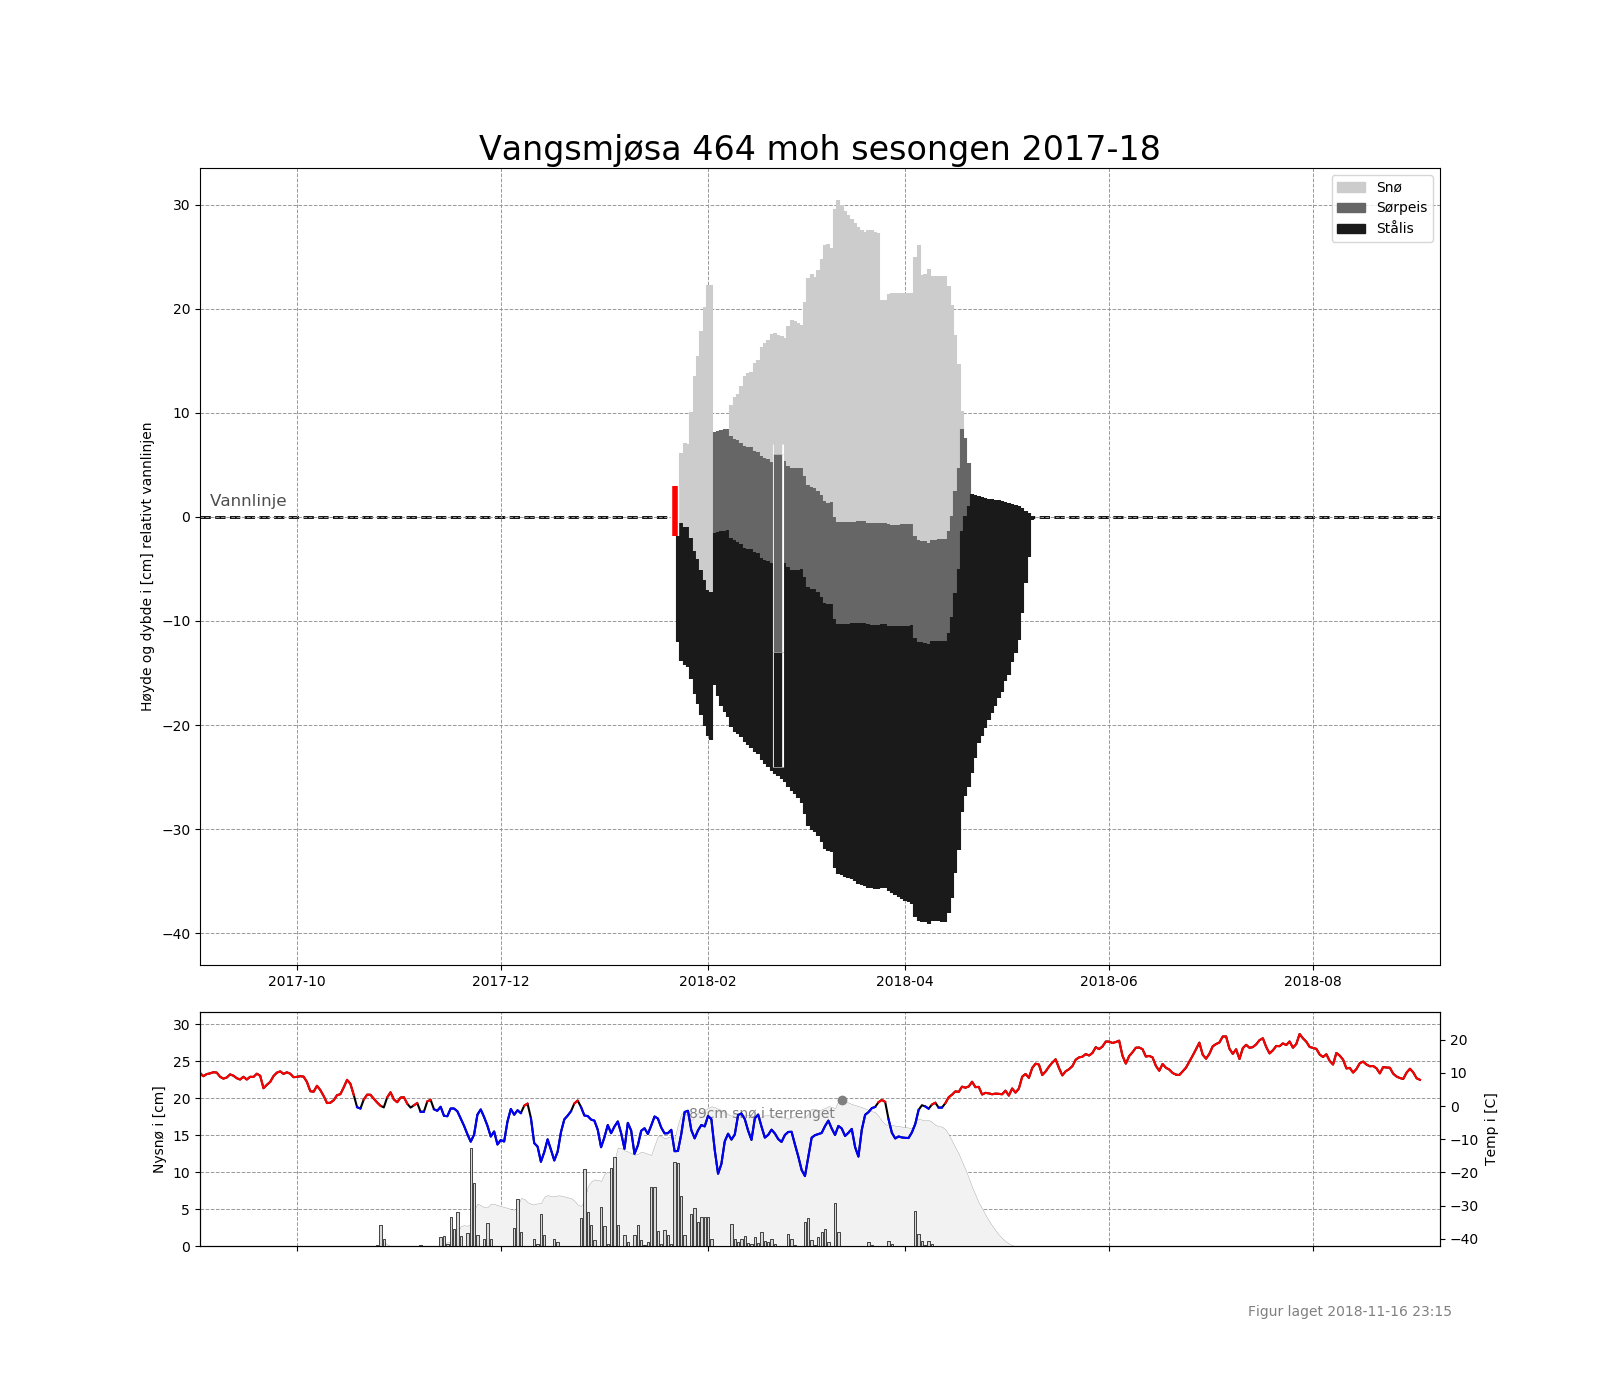 Vangsmjøsa 464 moh sesongen 2017-18
Snø
Sørpeis
Stålis
30
20
10
0
−10
−20
−30
−40
Høyde og dybde i [cm] relativt vannlinjen
Vannlinje
2017-10
2017-12
2018-02
2018-04
2018-06
2018-08
30
25
20
15
10
5
0
Nysnø i [cm]
89cm snø i terrenget
20
10
0
−10
−20
−30
−40
Temp i [C]
Figur laget 2018-11-16 23:15